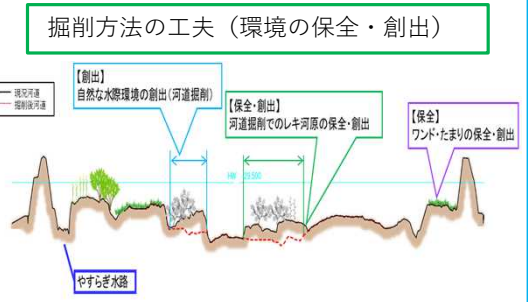 掘削方法の工夫（環境の保全・創出）
現況河道
掘削後河道
【創出】
自然な水際環境の創出（河道掘削）
【保全・創出】
河道掘削でのレキ河原の保全・創出
【保全】
ワンド・たまりの保全・創出
HWL 29.500
やすらぎ水路